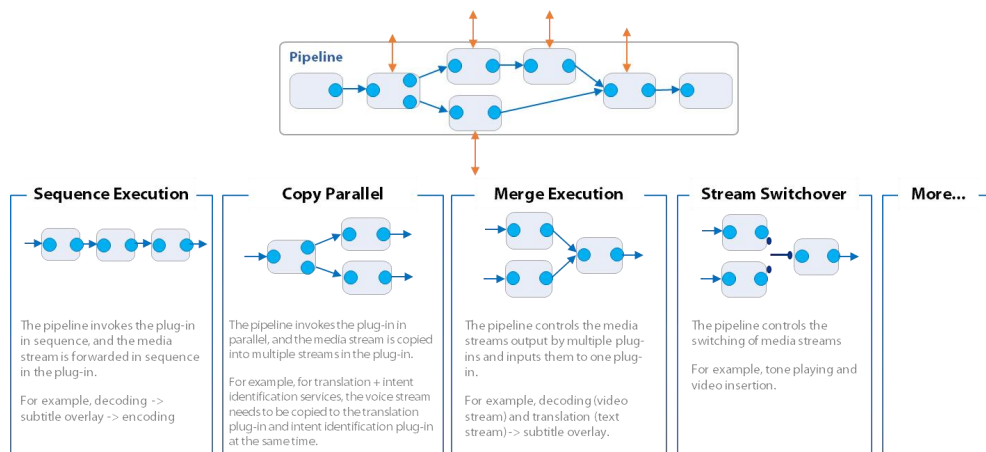 Pipeline
Sequence Execution
The pipeline invokes the plug-in
in sequence, and the media
stream is forwarded in sequence
in the plug-in.
For example, decoding ->
subtitle overlay -> encoding
Copy Parallel
The pipeline invokes the plug-in in
parallel, and the media stream is copied
into multiple streams in the plug-in.
For example, for translation + intent
identification services, the voice stream
needs to be copied to the translation
plug-in and intent identification plug-in
at the same time.
Merge Execution
The pipeline controls the media
streams output by multiple plug-
ins and inputs them to one plug-
in.
For example, decoding (video
stream) and translation (text
stream) -> subtitle overlay.
Stream Switchover
The pipeline controls the
switching of media streams
For example, tone playing and
video insertion.
More...